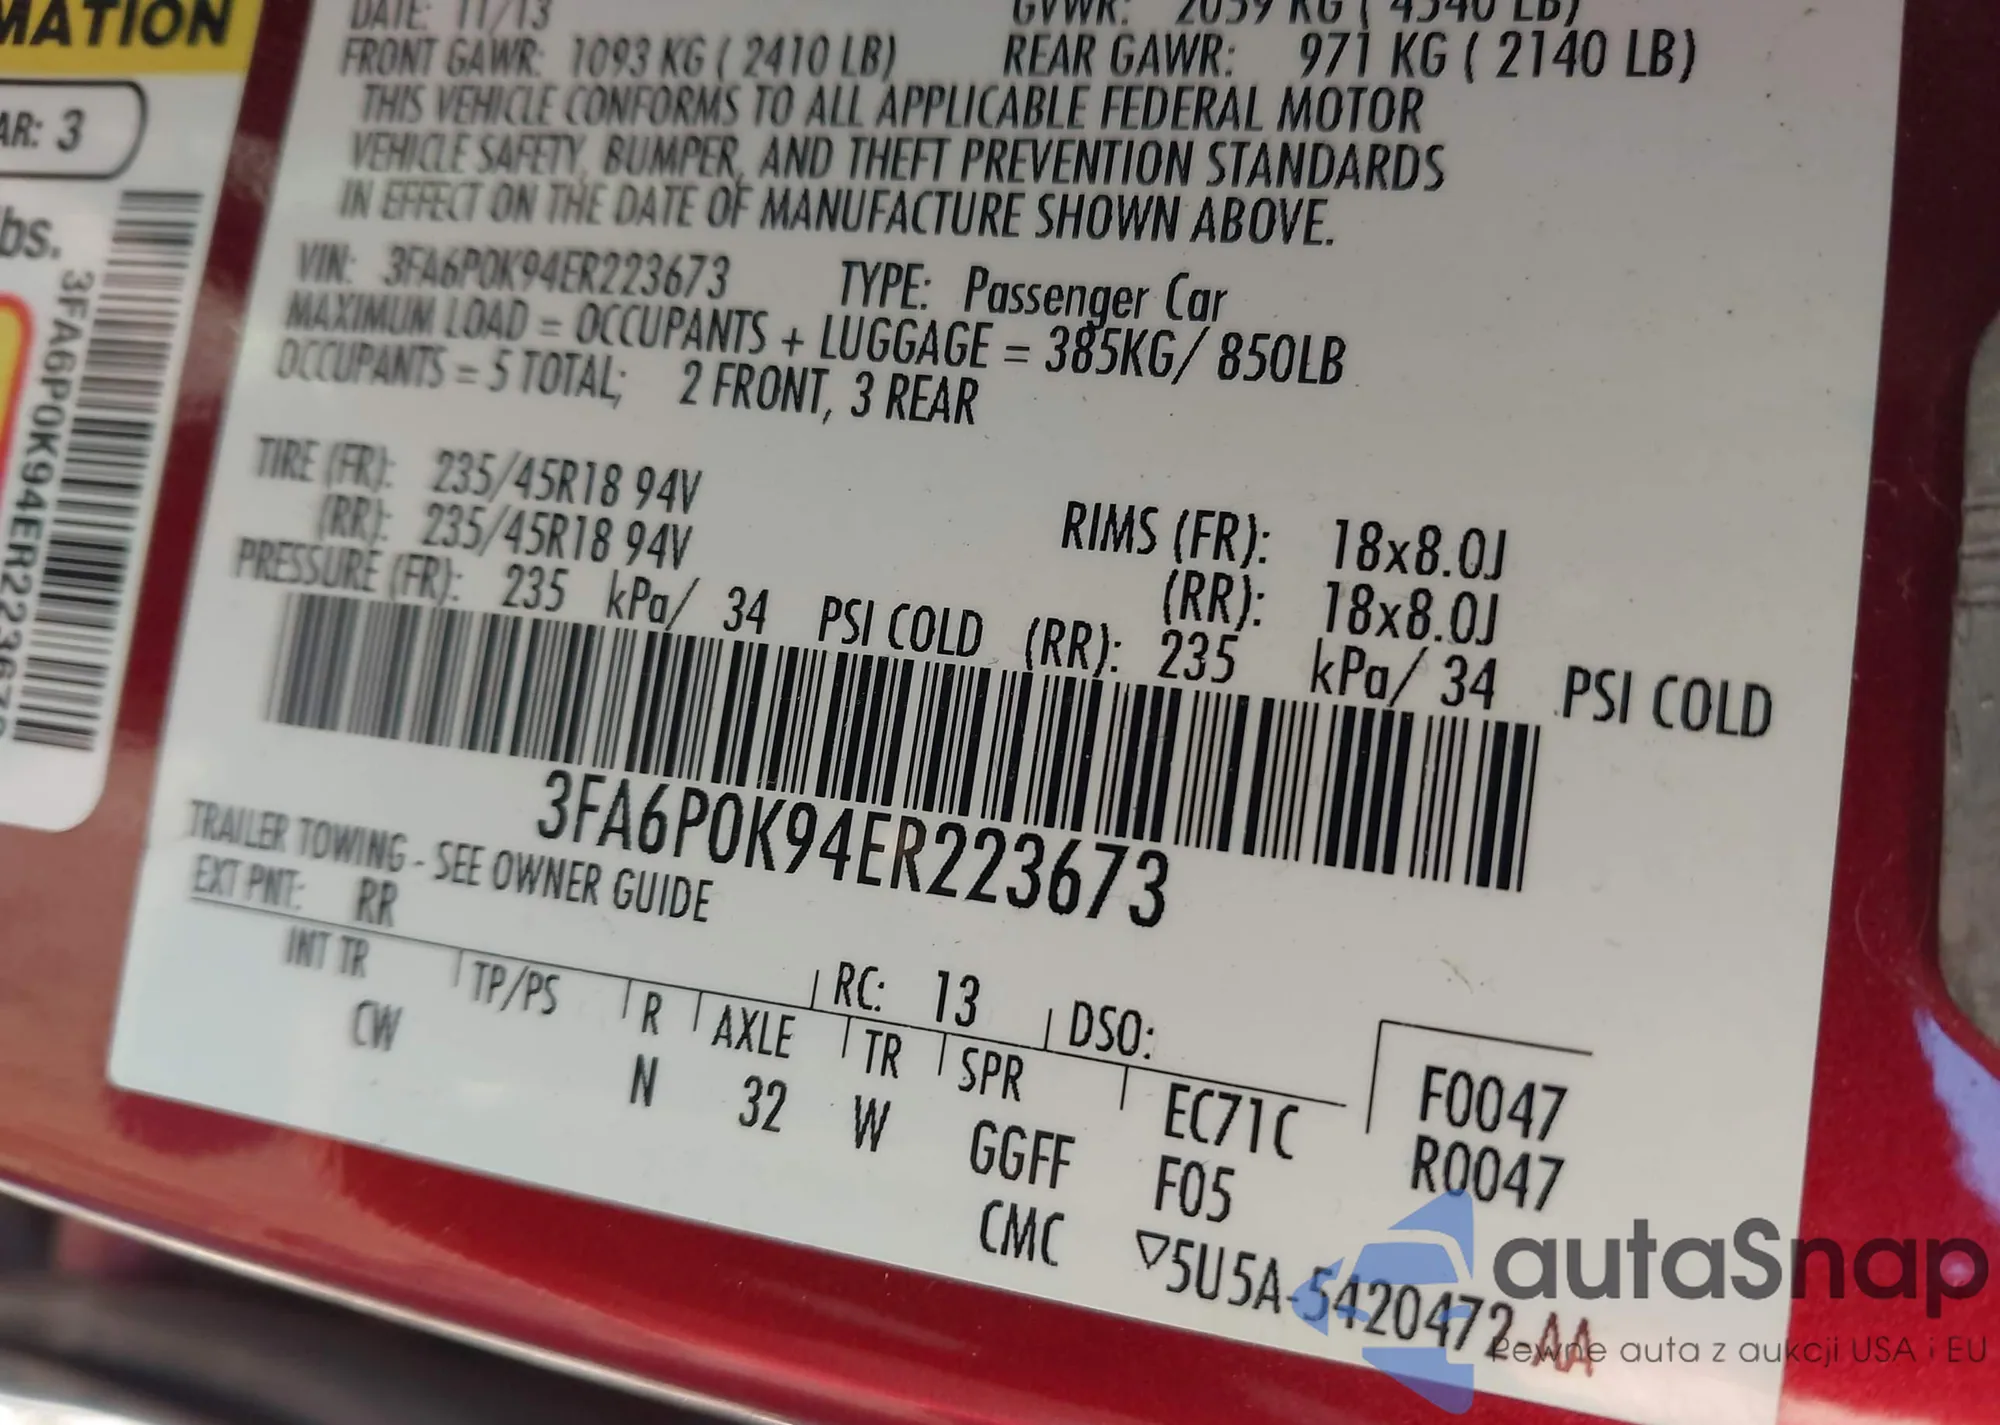 MATION
AR: 3
bs.
3FA6P0K94ER223673
DATE: 11/13 GVWR: 2059 KG ( 4540 LB)
FRONT GAWR: 1093 KG ( 2410 LB) REAR GAWR: 971 KG ( 2140 LB)
THIS VEHICLE CONFORMS TO ALL APPLICABLE FEDERAL MOTOR
VEHICLE SAFETY, BUMPER, AND THEFT PREVENTION STANDARDS
IN EFFECT ON THE DATE OF MANUFACTURE SHOWN ABOVE.
VIN: 3FA6P0K94ER223673 TYPE: Passenger Car
MAXIMUM LOAD = OCCUPANTS + LUGGAGE = 385KG/ 850LB
OCCUPANTS = 5 TOTAL; 2 FRONT, 3 REAR
TIRE (FR): 235/45R18 94V RIMS (FR): 18x8.0J
(RR): 235/45R18 94V (RR): 18x8.0J
PRESSURE (FR): 235 kPa/ 34 PSI COLD (RR): 235 kPa/ 34 PSI COLD
3FA6P0K94ER223673
TRAILER TOWING - SEE OWNER GUIDE
EXT PNT: RR RC: 13 DSO: F0047
INT TR TP/PS R AXLE TR SPR EC71C R0047
CW N 32 W GGFF F05
CMC ▽5U5A-5420472-AA
autaSnap
Pewne auta z aukcji USA i EU